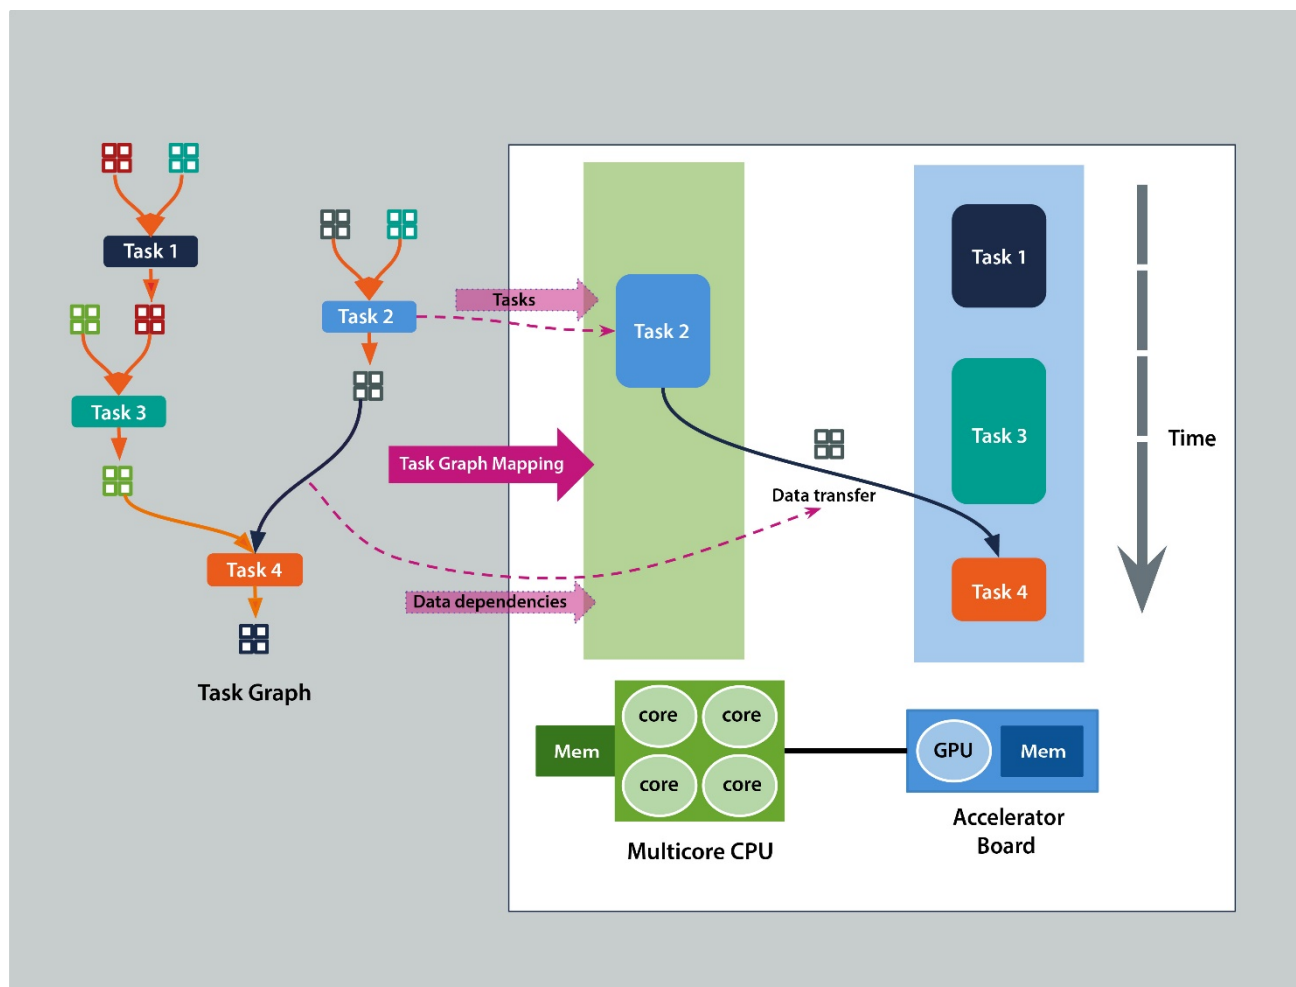 Task 1
Task 2
Task 3
Task 4
Task Graph
Tasks
Task Graph Mapping
Data dependencies
Task 2
Data transfer
Task 1
Task 3
Task 4
Time
Mem
core
core
core
core
Multicore CPU
GPU
Mem
Accelerator
Board